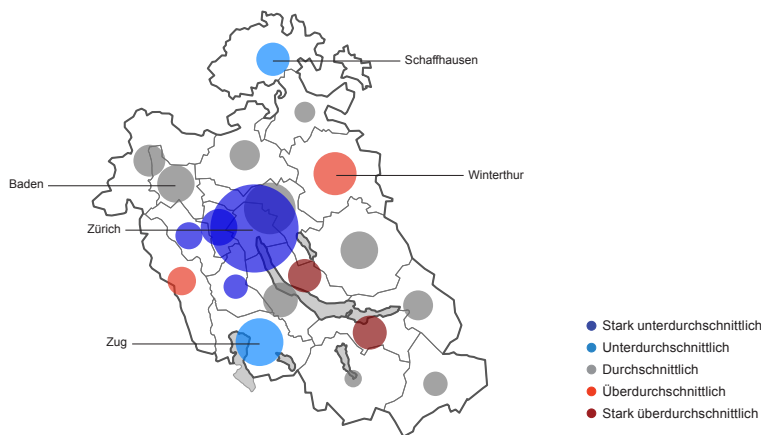 Schaffhausen
Winterthur
Baden
Zürich
Zug
Stark unterdurchschnittlich
Unterdurchschnittlich
Durchschnittlich
Überdurchschnittlich
Stark überdurchschnittlich